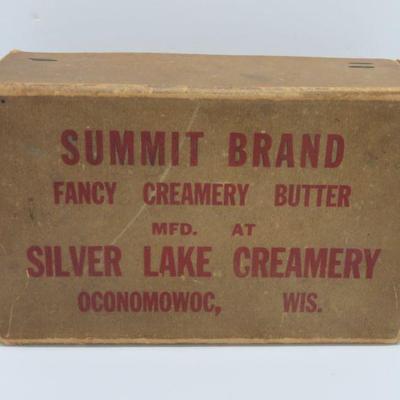 SUMMIT BRAND
FANCY CREAMERY BUTTER
MFD. AT
SILVER LAKE CREAMERY
OCONOMOWOC, WIS.